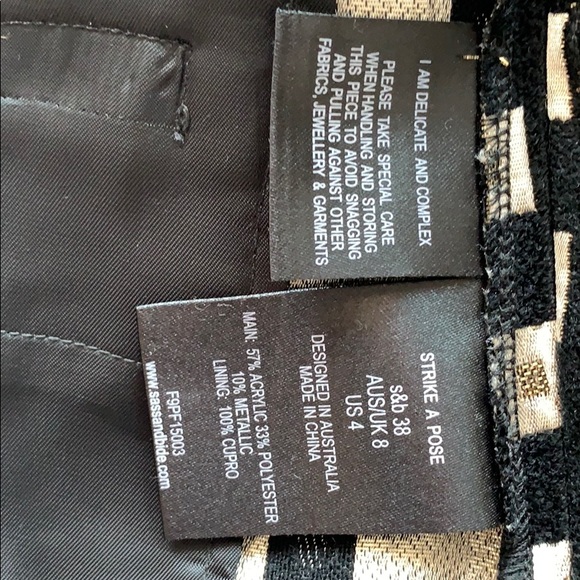 I AM DELICATE AND COMPLEX
PLEASE TAKE SPECIAL CARE
WHEN HANDLING AND STORING
THIS PIECE TO AVOID SNAGGING
AND PULLING AGAINST OTHER
FABRICS, JEWELLERY & GARMENTS
STRIKE A POSE
s&b 38
AUS/UK 8
US 4
DESIGNED IN AUSTRALIA
MADE IN CHINA
MAIN: 57% ACRYLIC 33% POLYESTER
10% METALLIC
LINING: 100% CUPRO
F9PF15003
www.sassandbide.com